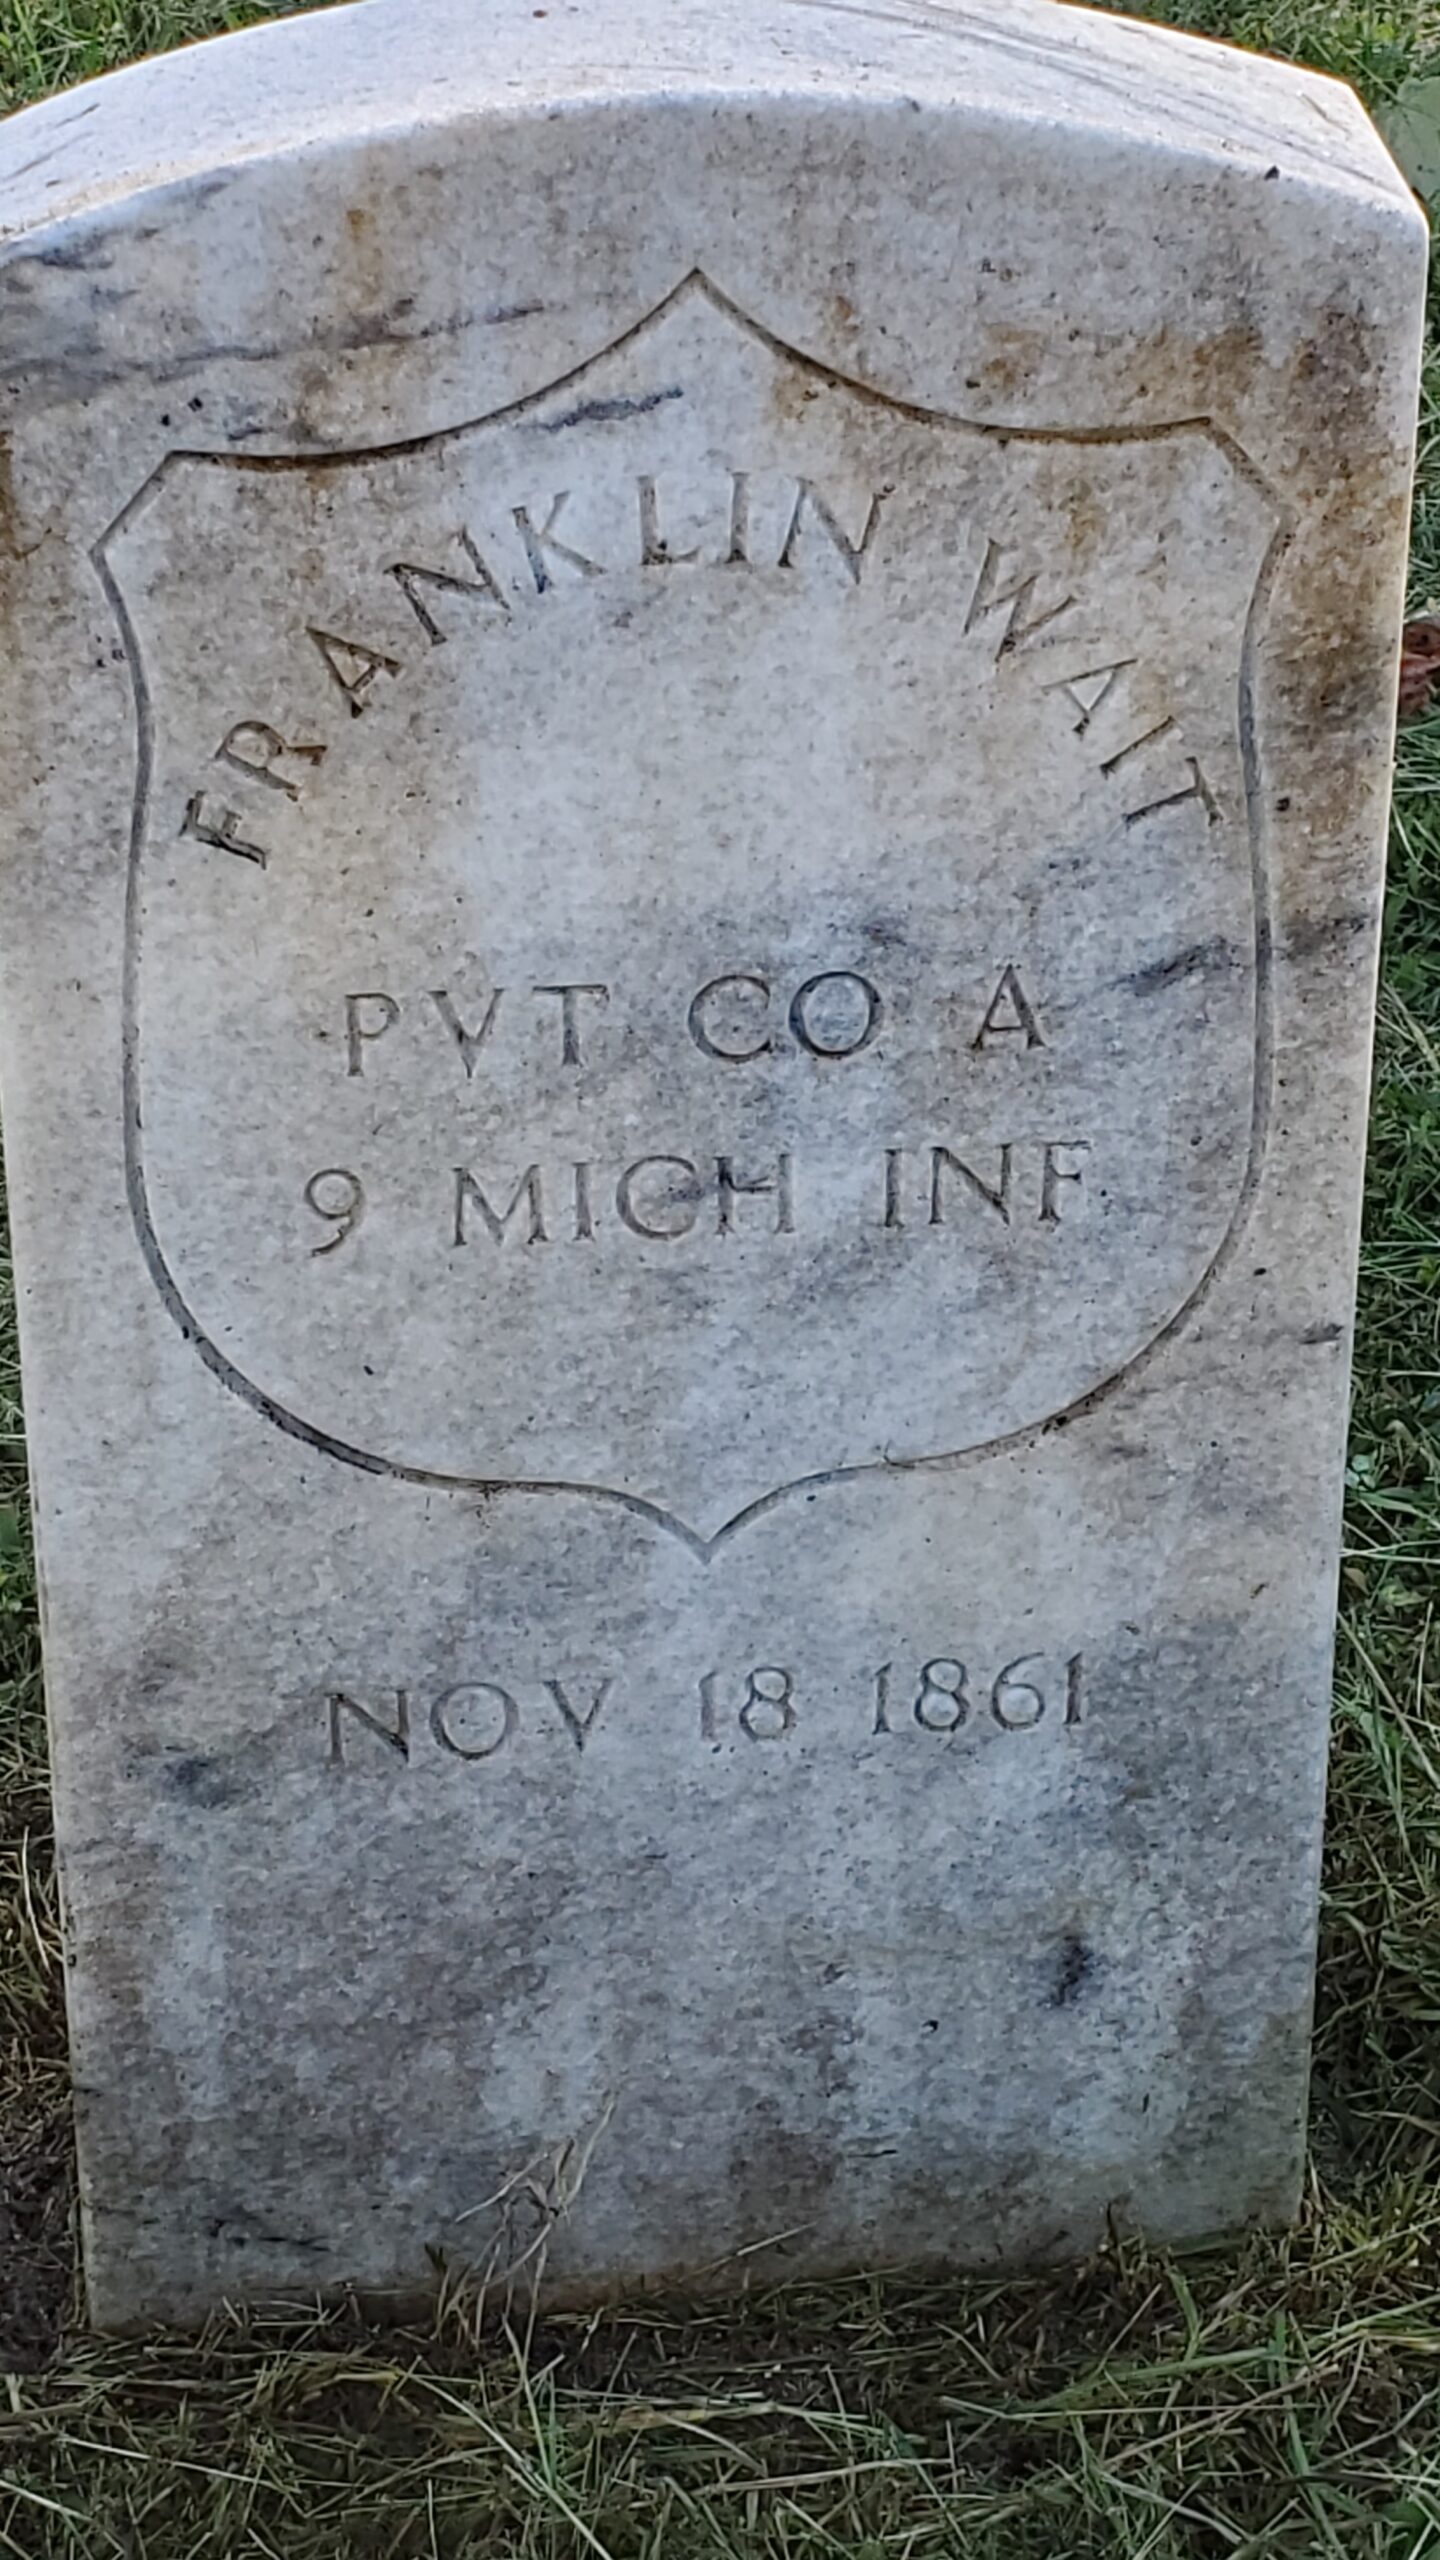 FRANKLIN WAIT
PVT CO A
9 MICH INF
NOV 18 1861